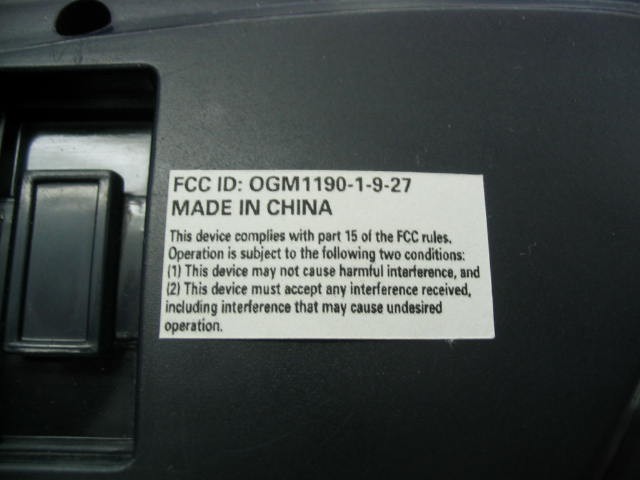 FCC ID: OGM1190-1-9-27
MADE IN CHINA
This device complies with part 15 of the FCC rules.
Operation is subject to the following two conditions:
(1) This device may not cause harmful interference, and
(2) This device must accept any interference received,
including interference that may cause undesired
operation.